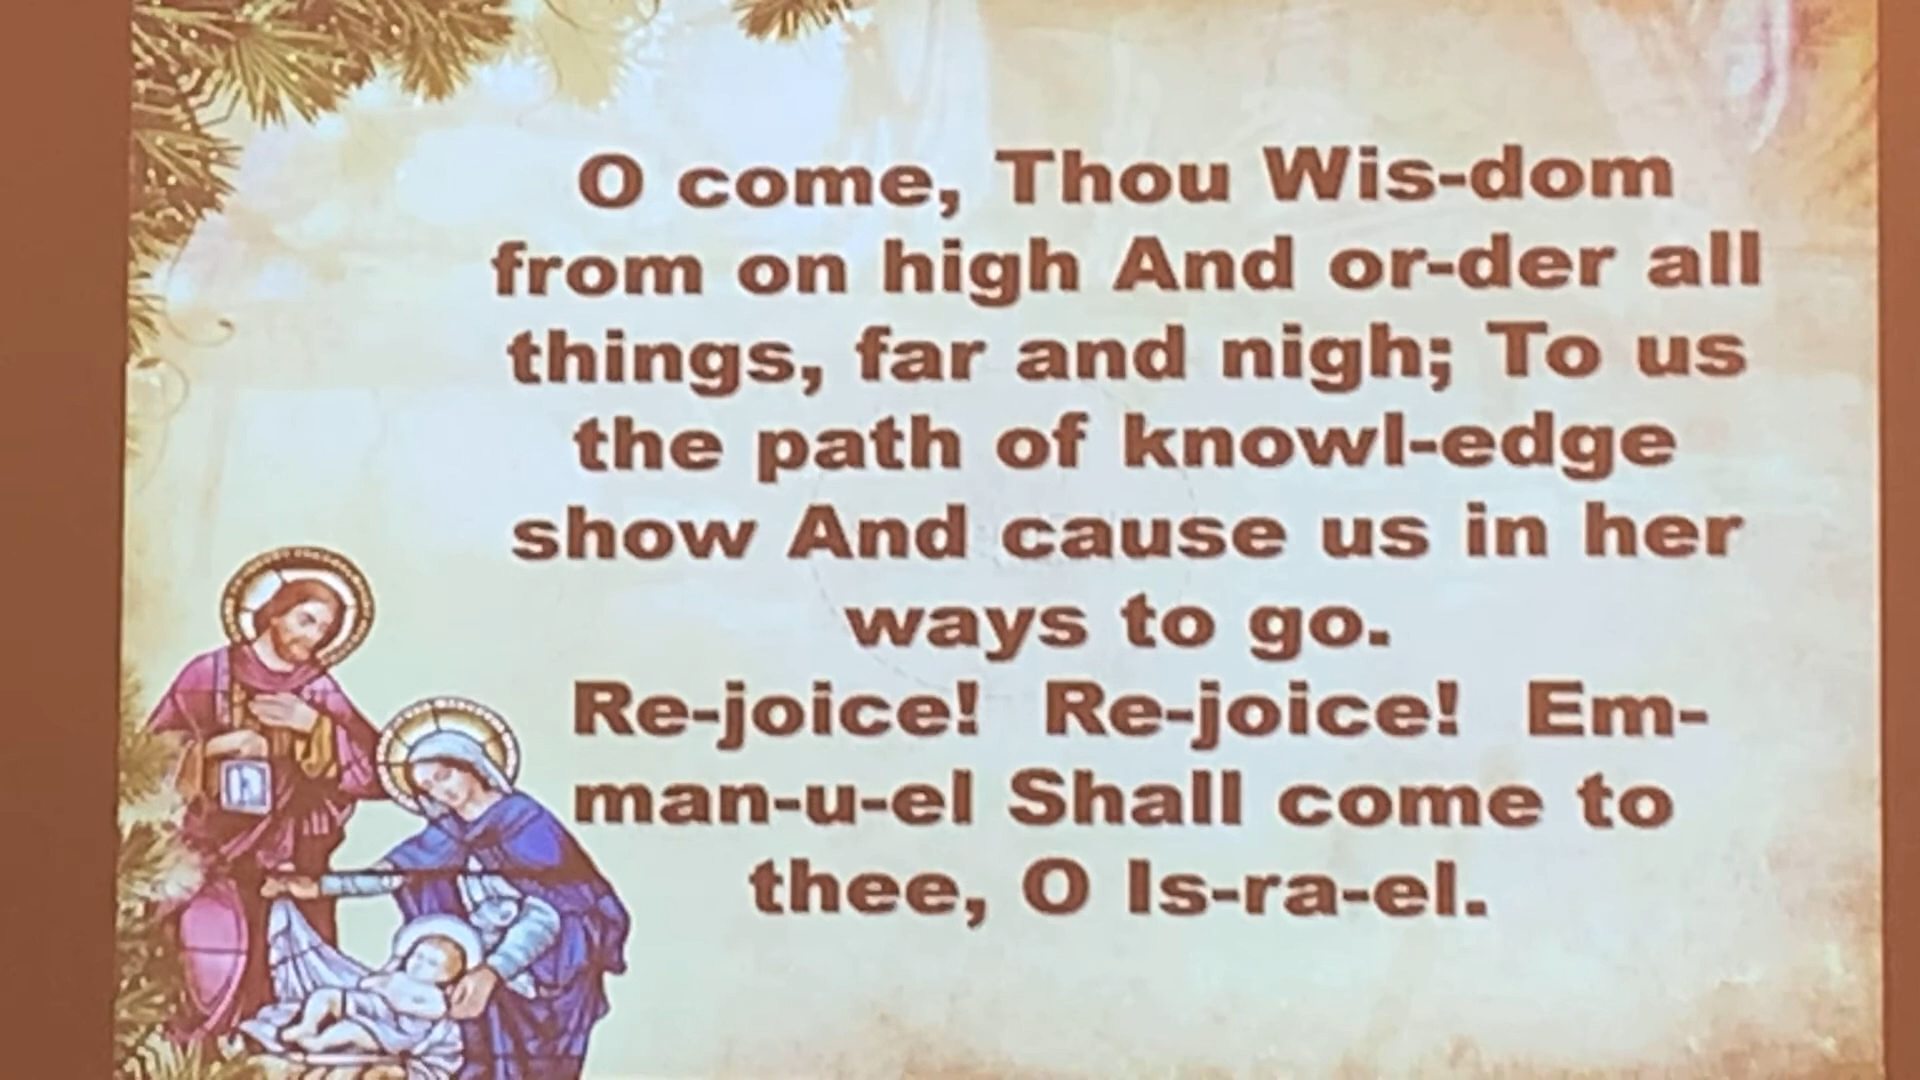 O come, Thou Wis-dom
from on high And or-der all
things, far and nigh; To us
the path of knowl-edge
show And cause us in her
ways to go.
Re-joice!  Re-joice!  Em-
man-u-el Shall come to
thee, O Is-ra-el.